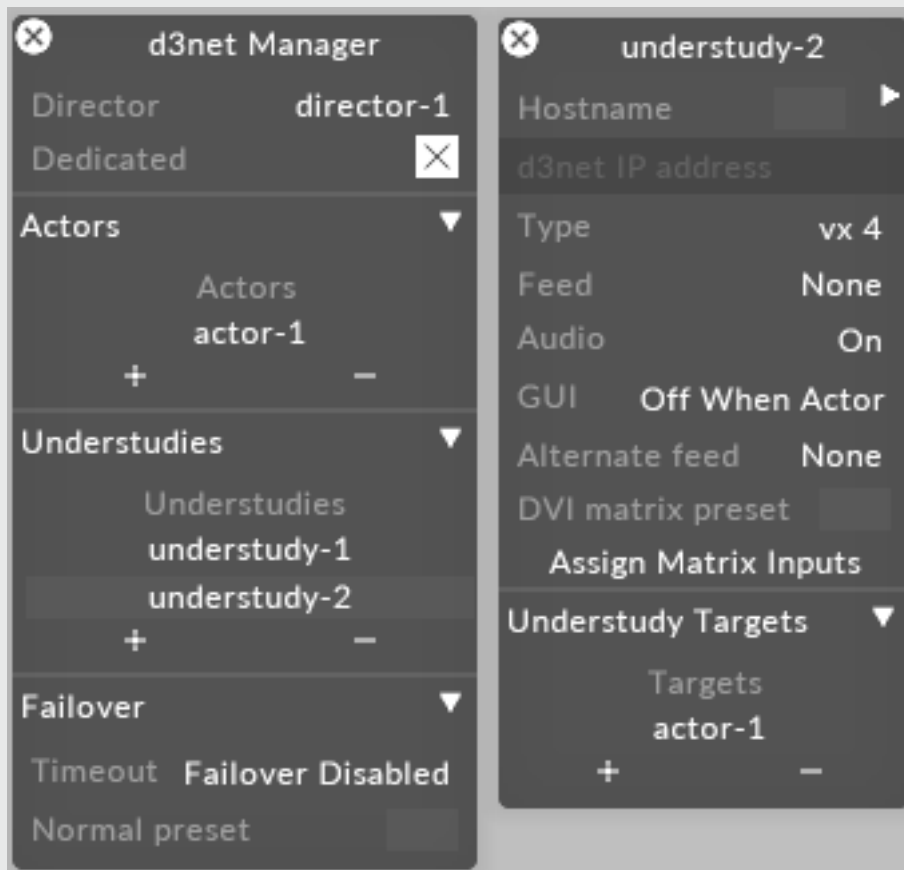 d3net Manager
Director director-1
Dedicated
Actors
Actors
actor-1
+ −
Understudies
Understudies
understudy-1
understudy-2
+ −
Failover
Timeout Failover Disabled
Normal preset
understudy-2
Hostname
d3net IP address
Type vx 4
Feed None
Audio On
GUI Off When Actor
Alternate feed None
DVI matrix preset
Assign Matrix Inputs
Understudy Targets
Targets
actor-1
+ −